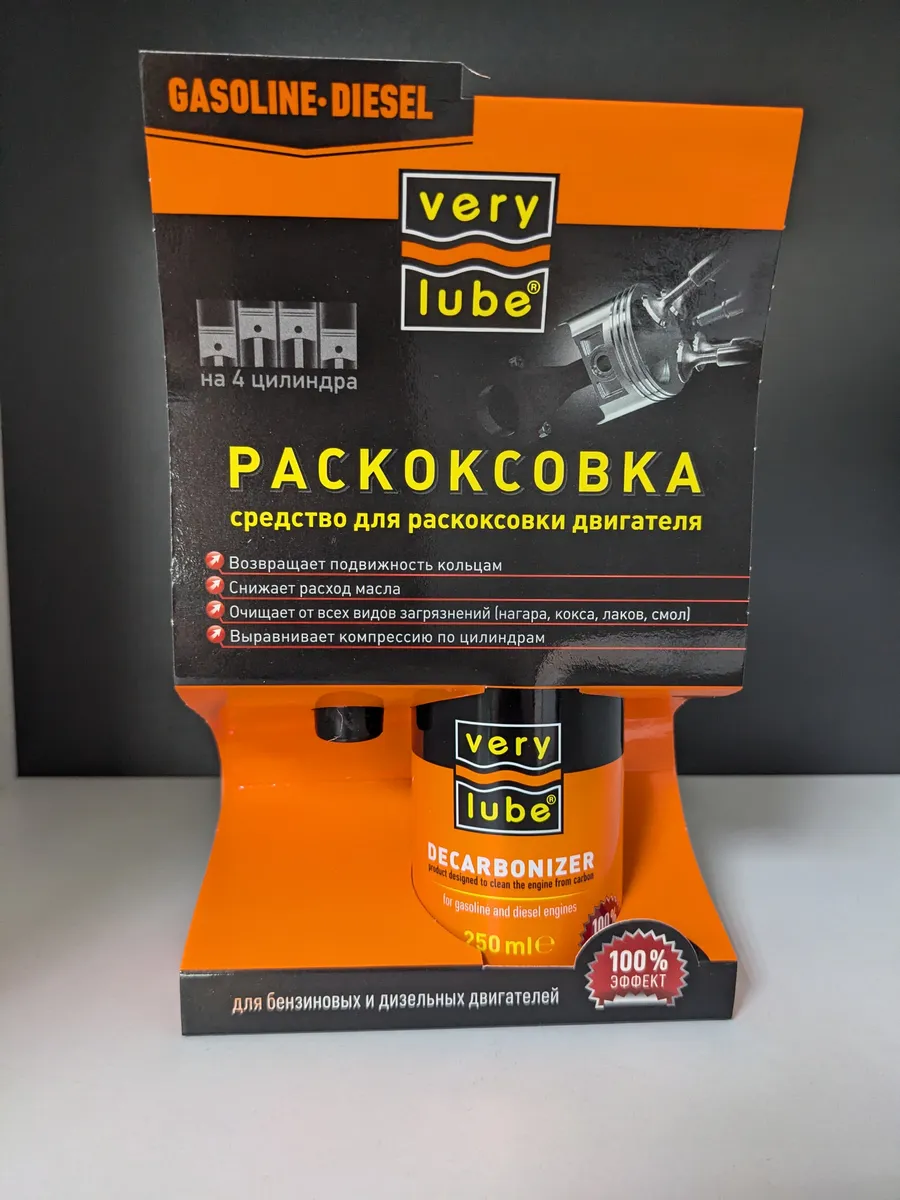 GASOLINE·DIESEL
very
lube®
на 4 цилиндра
РАСКОКСОВКА
средство для раскоксовки двигателя
Возвращает подвижность кольцам
Снижает расход масла
Очищает от всех видов загрязнений (нагара, кокса, лаков, смол)
Выравнивает компрессию по цилиндрам
very
lube®
DECARBONIZER
product designed to clean the engine from carbon
for gasoline and diesel engines
250 ml℮
100%
100%
ЭФФЕКТ
для бензиновых и дизельных двигателей